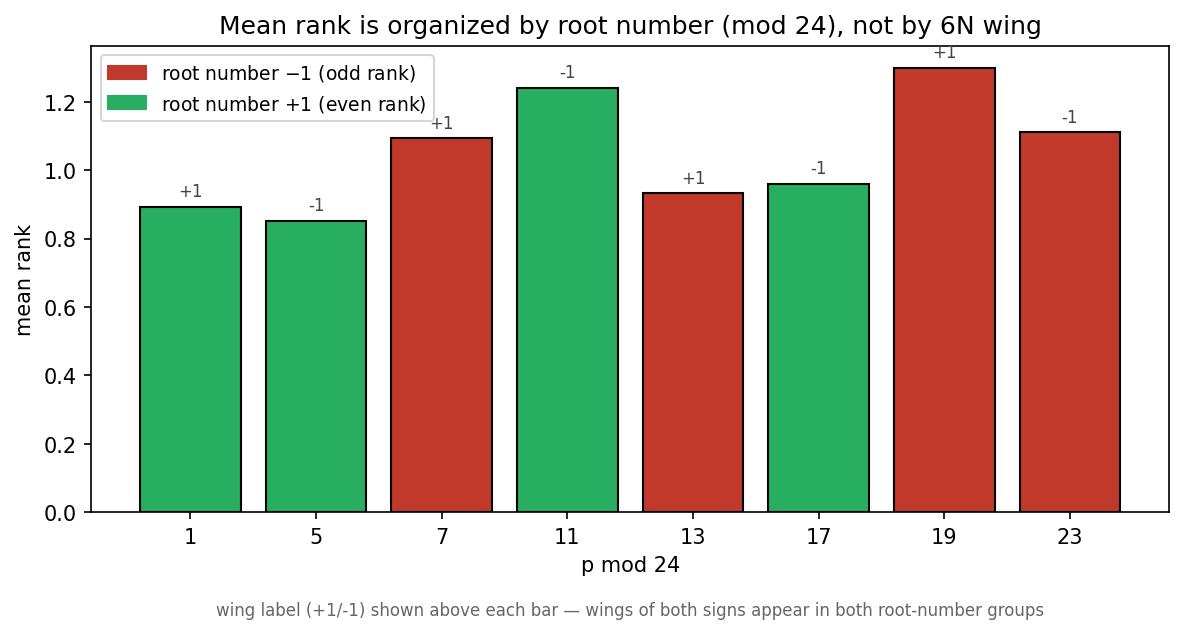 Mean rank is organized by root number (mod 24), not by 6N wing
root number −1 (odd rank)
root number +1 (even rank)
mean rank
1.2
1.0
0.8
0.6
0.4
0.2
0.0
+1
-1
+1
-1
+1
-1
+1
-1
1 5 7 11 13 17 19 23
p mod 24
wing label (+1/-1) shown above each bar — wings of both signs appear in both root-number groups